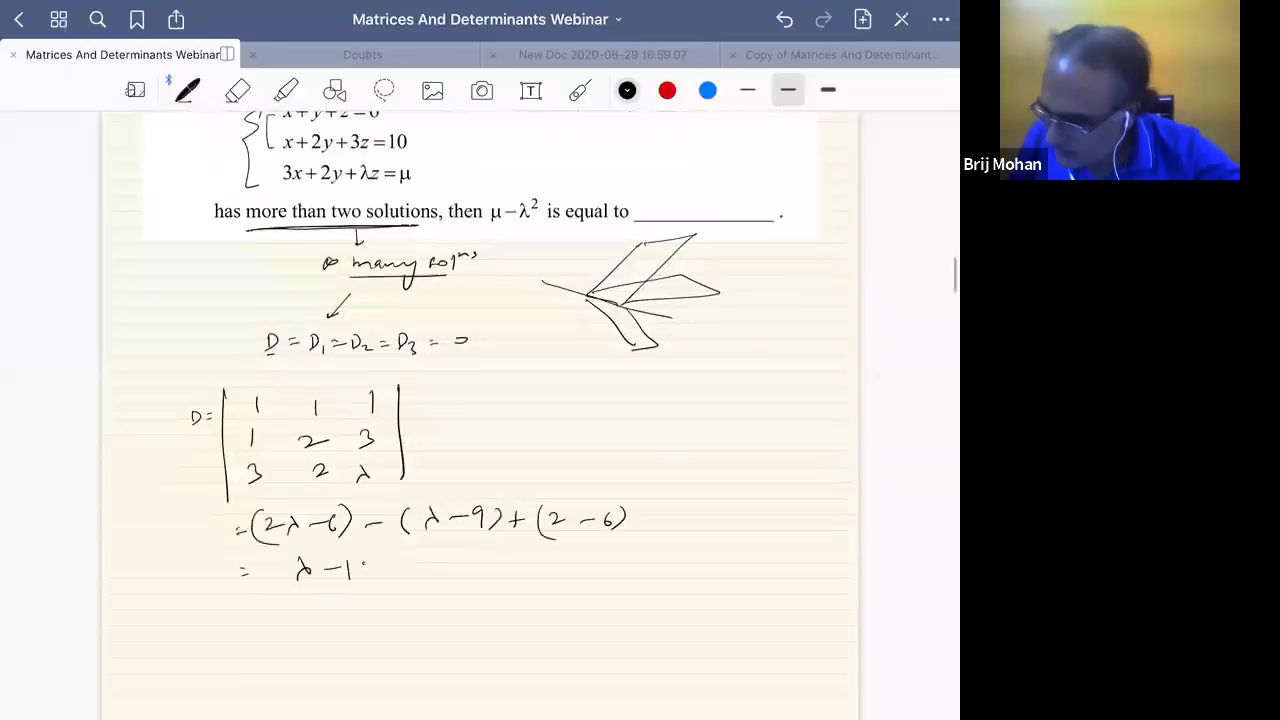 Matrices And Determinants Webinar
Matrices And Determinants Webinar
Doubts
New Doc 2020-06-29 16.59.07
Copy of Matrices And Determinant...
x+y+z=6
x+2y+3z=10
3x+2y+λz=μ
has more than two solutions, then μ−λ² is equal to ______________ .
∞ many solⁿˢ
D = D₁ = D₂ = D₃ = 0
D= | 1 1 1 |
1 2 3
3 2 λ
=(2λ−6) − (λ−9) + (2 −6)
= λ −1
T
Brij Mohan